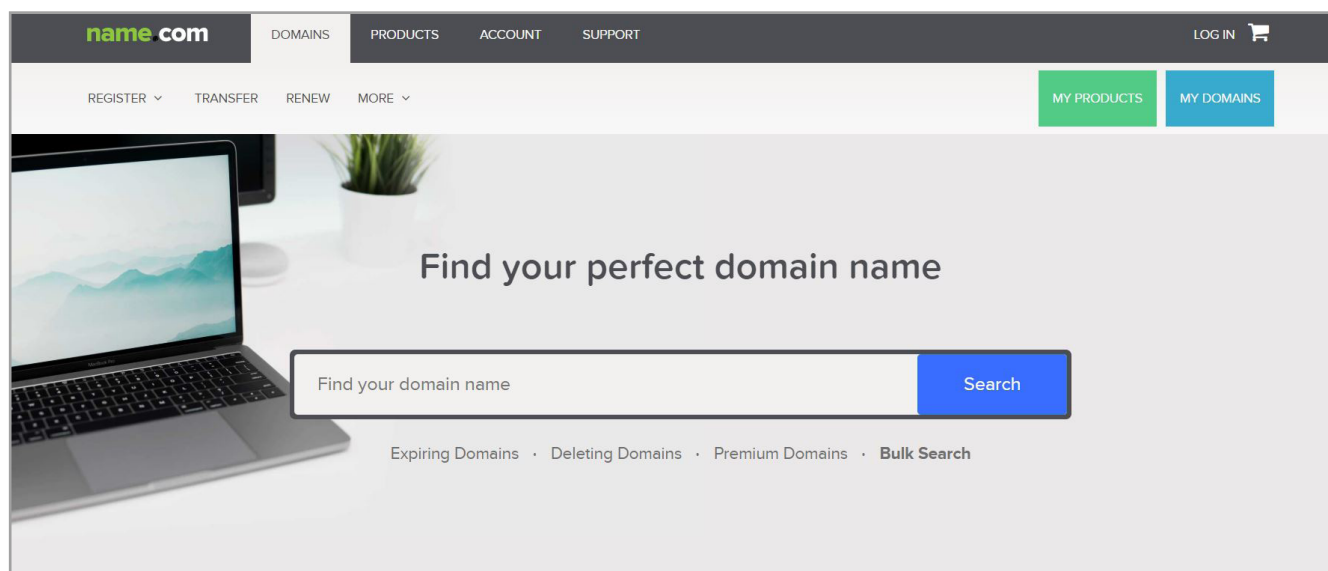 name.com DOMAINS PRODUCTS ACCOUNT SUPPORT LOG IN
REGISTER TRANSFER RENEW MORE MY PRODUCTS MY DOMAINS
Find your perfect domain name
Find your domain name Search
Expiring Domains · Deleting Domains · Premium Domains · Bulk Search